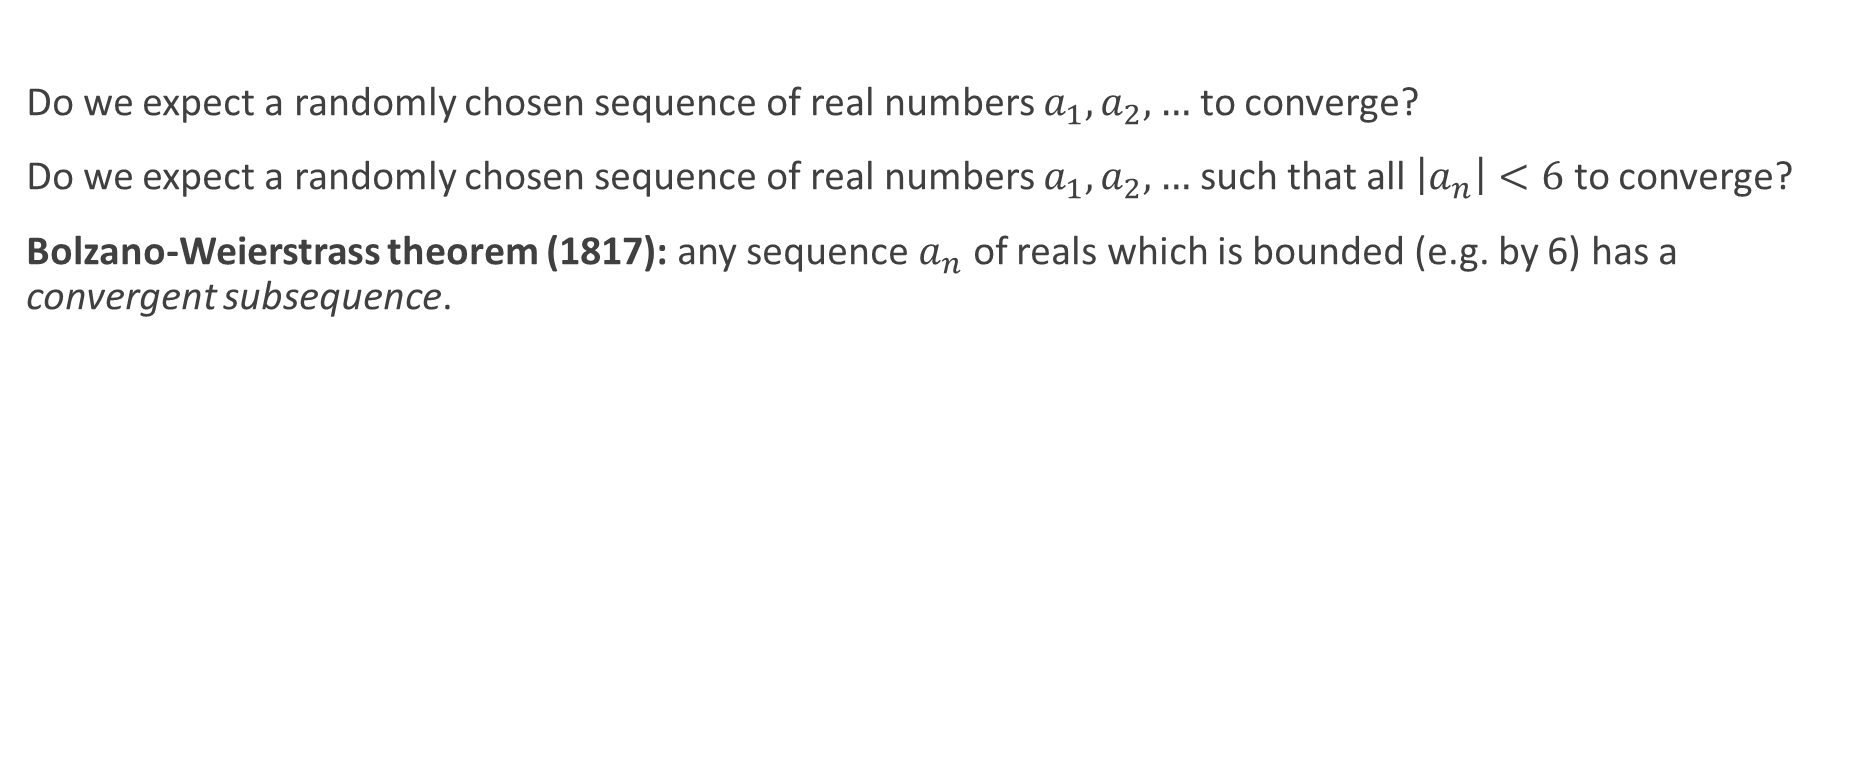 Do we expect a randomly chosen sequence of real numbers 𝑎₁, 𝑎₂, … to converge?
Do we expect a randomly chosen sequence of real numbers 𝑎₁, 𝑎₂, … such that all |𝑎ₙ| < 6 to converge?
Bolzano-Weierstrass theorem (1817): any sequence 𝑎ₙ of reals which is bounded (e.g. by 6) has a
convergent subsequence.